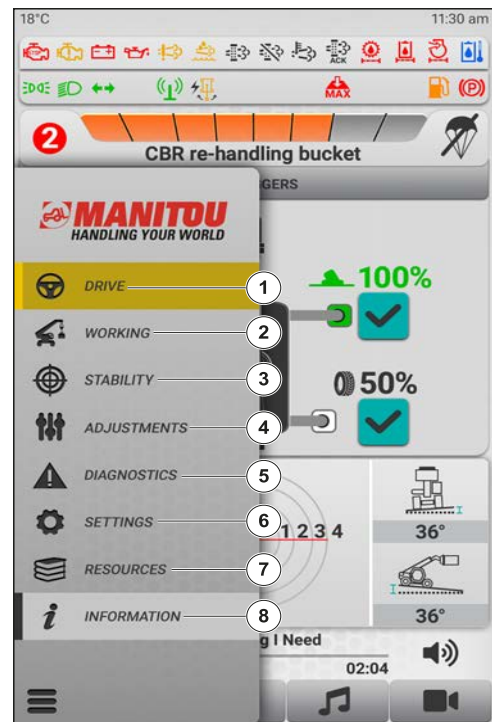 18°C
11:30 am
ACK
MAX
2
CBR re-handling bucket
GGERS
MANITOU
HANDLING YOUR WORLD
DRIVE 1
WORKING 2
STABILITY 3
ADJUSTMENTS 4
DIAGNOSTICS 5
SETTINGS 6
RESOURCES 7
INFORMATION 8
100%
50%
1 2 3 4
36°
36°
g I Need
02:04